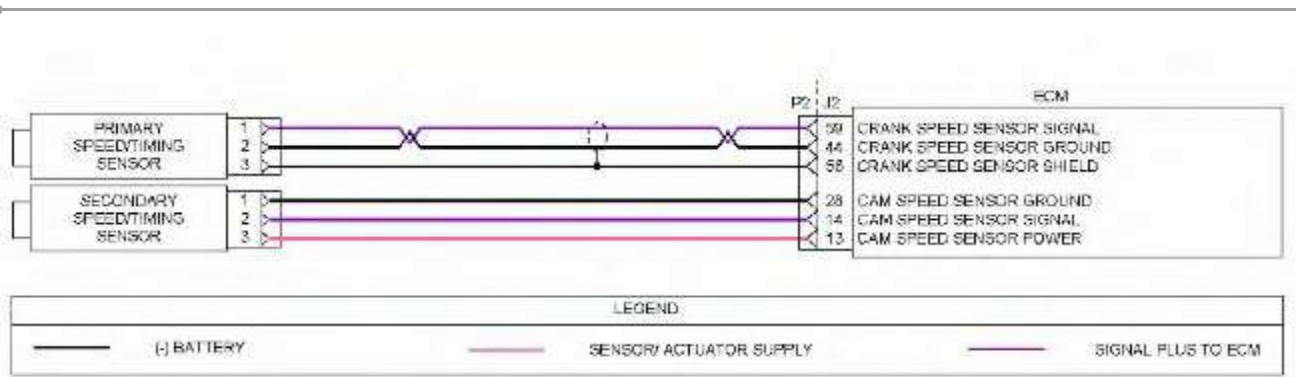 P2 J2
ECM
PRIMARY
SPEED/TIMING
SENSOR
1
2
3
59 CRANK SPEED SENSOR SIGNAL
44 CRANK SPEED SENSOR GROUND
56 CRANK SPEED SENSOR SHIELD
SECONDARY
SPEED/TIMING
SENSOR
1
2
3
28 CAM SPEED SENSOR GROUND
14 CAM SPEED SENSOR SIGNAL
13 CAM SPEED SENSOR POWER
LEGEND
(-) BATTERY
SENSOR/ ACTUATOR SUPPLY
SIGNAL PLUS TO ECM